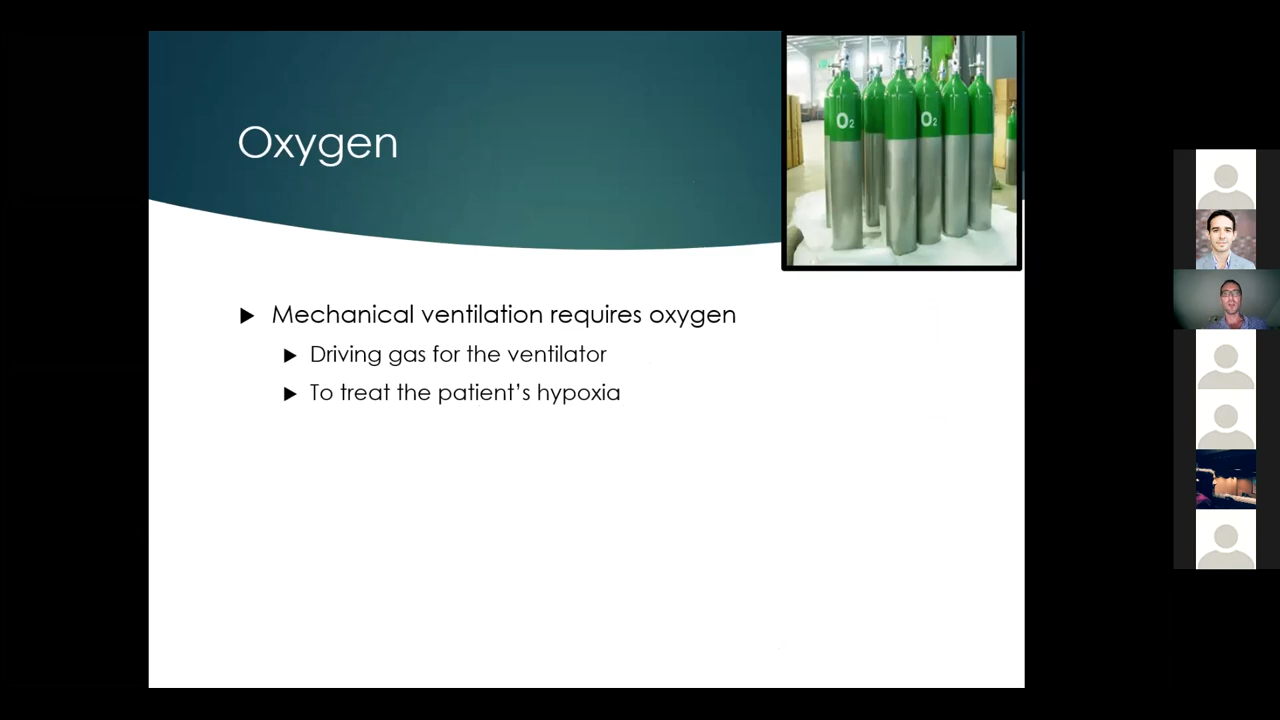 Oxygen
O2
O2
Mechanical ventilation requires oxygen
Driving gas for the ventilator
To treat the patient’s hypoxia